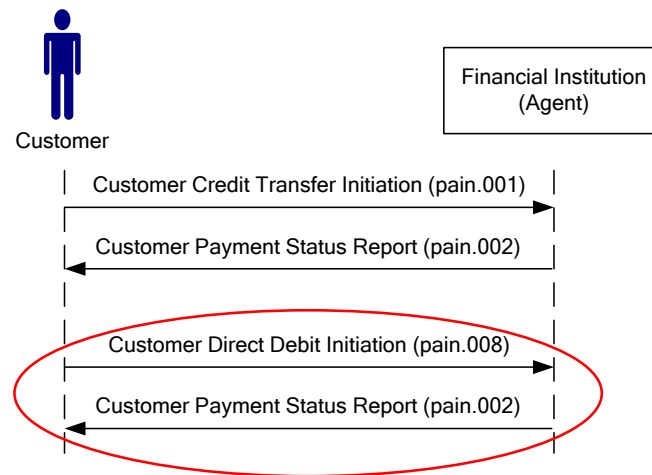 Customer
Financial Institution
(Agent)
Customer Credit Transfer Initiation (pain.001)
Customer Payment Status Report (pain.002)
Customer Direct Debit Initiation (pain.008)
Customer Payment Status Report (pain.002)